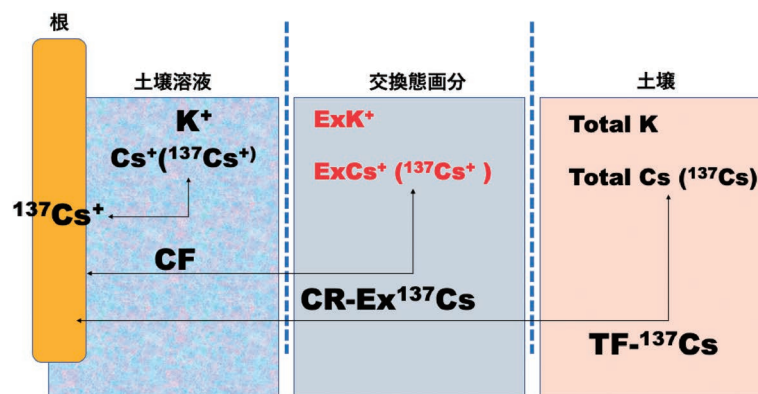 根
土壌溶液
交換態画分
土壌
K⁺
Cs⁺(¹³⁷Cs⁺)
ExK⁺
ExCs⁺ (¹³⁷Cs⁺ )
Total K
Total Cs (¹³⁷Cs)
¹³⁷Cs⁺
CF
CR-Ex¹³⁷Cs
TF-¹³⁷Cs